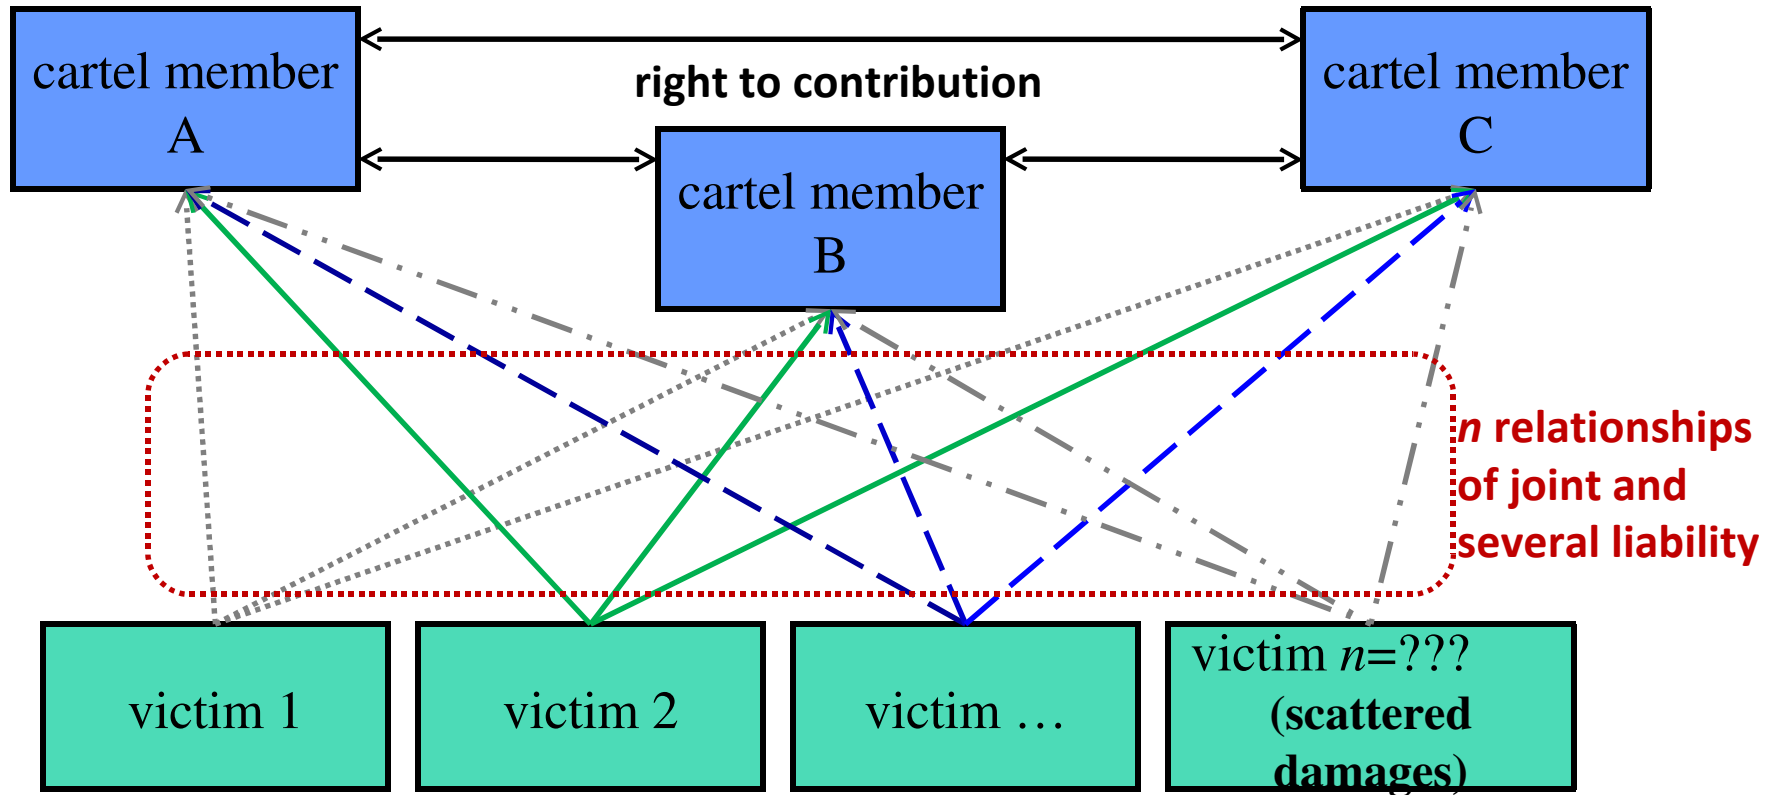 cartel member
A
right to contribution
cartel member
B
cartel member
C
n relationships
of joint and
several liability
victim 1
victim 2
victim …
victim n=???
(scattered
damages)